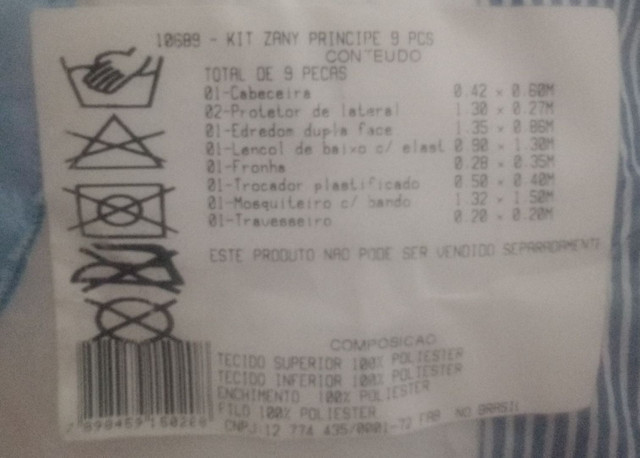 10689 - KIT ZANY PRINCIPE 9 PCS
CONTEUDO
TOTAL DE 9 PECAS
01-Cabeceira 0.42 x 0.60M
02-Protetor de lateral 1.30 x 0.27M
01-Edredom dupla face 1.35 x 0.86M
01-Lencol de baixo c/ elast 0.90 x 1.30M
01-Fronha 0.28 x 0.35M
01-Trocador plastificado 0.50 x 0.40M
01-Mosquiteiro c/ bando 1.32 x 1.50M
01-Travesseiro 0.20 x 0.20M
ESTE PRODUTO NAO PODE SER VENDIDO SEPARADAMENTE
COMPOSICAO
TECIDO SUPERIOR 100% POLIESTER
TECIDO INFERIOR 100% POLIESTER
ENCHIMENTO 100% POLIESTER
FILO 100% POLIESTER
CNPJ:12 774 435/0001-72 FAB NO BRASIL
7 898459 150228